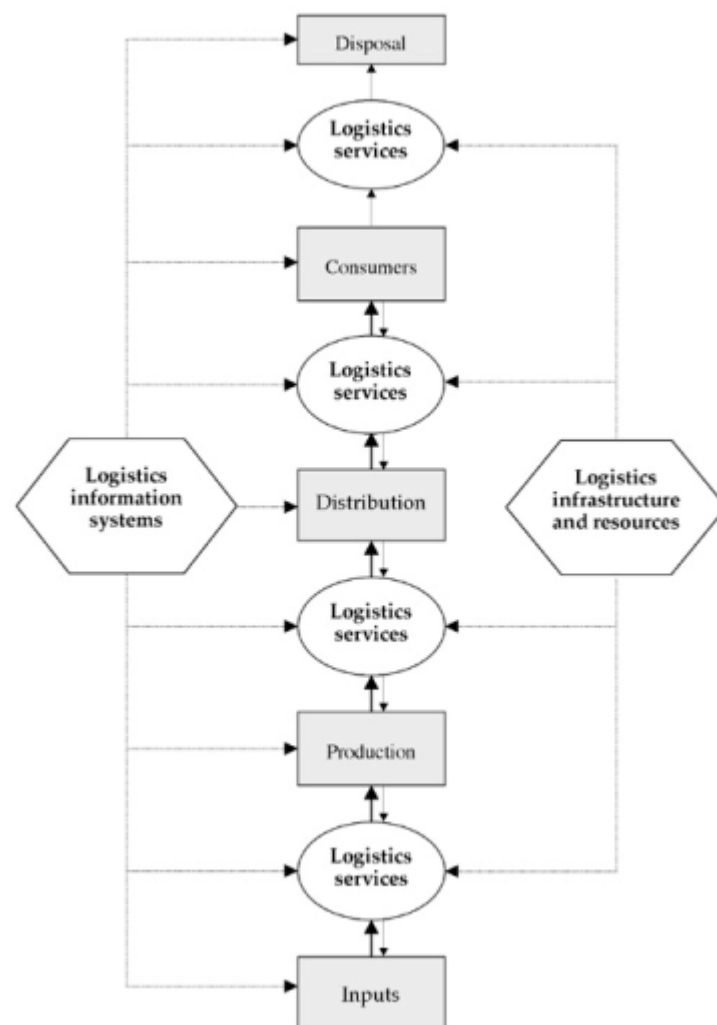 Disposal
Logistics
services
Consumers
Logistics
services
Logistics
information
systems
Distribution
Logistics
infrastructure
and resources
Logistics
services
Production
Logistics
services
Inputs